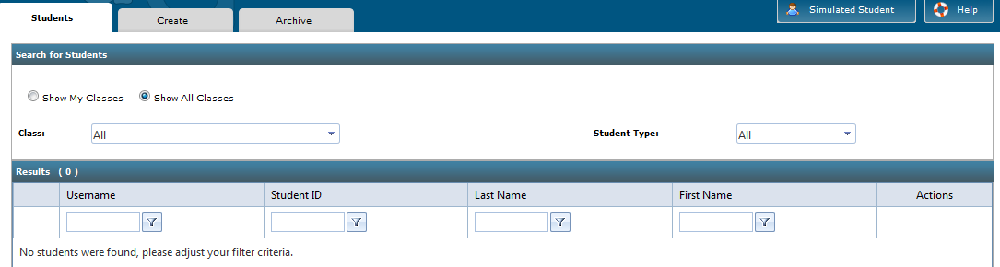 Students Create Archive Simulated Student Help
Search for Students
Show My Classes Show All Classes
Class: All Student Type: All
Results ( 0 )
Username Student ID Last Name First Name Actions
No students were found, please adjust your filter criteria.